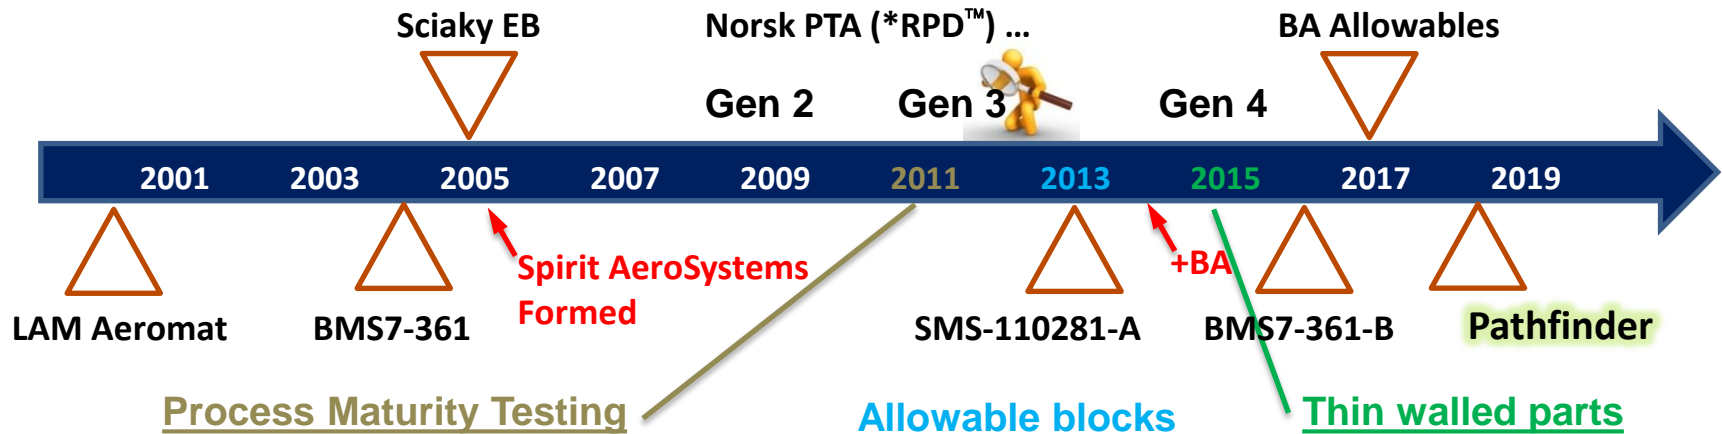 Sciaky EB
Norsk PTA (*RPD™) ...
BA Allowables
Gen 2
Gen 3
Gen 4
2001 2003 2005 2007 2009 2011 2013 2015 2017 2019
Spirit AeroSystems
Formed
+BA
LAM Aeromat
BMS7-361
SMS-110281-A
BMS7-361-B
Pathfinder
Process Maturity Testing
Allowable blocks
Thin walled parts